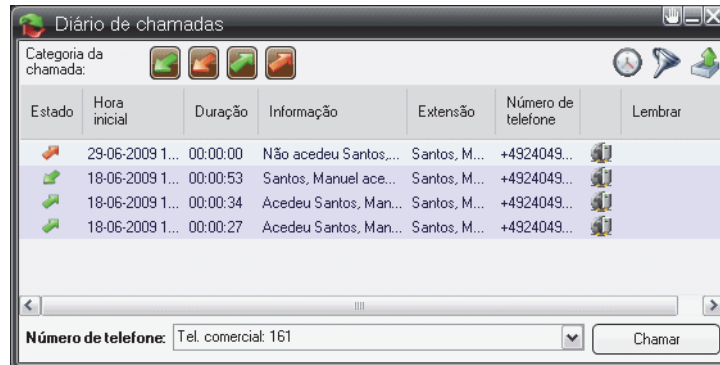 Diário de chamadas
Categoria da
chamada:
Estado Hora inicial Duração Informação Extensão Número de telefone Lembrar
29-06-2009 1... 00:00:00 Não acedeu Santos,... Santos, M... +4924049...
18-06-2009 1... 00:00:53 Santos, Manuel ace... Santos, M... +4924049...
18-06-2009 1... 00:00:34 Acedeu Santos, Man... Santos, M... +4924049...
18-06-2009 1... 00:00:27 Acedeu Santos, Man... Santos, M... +4924049...
Número de telefone: Tel. comercial: 161 Chamar